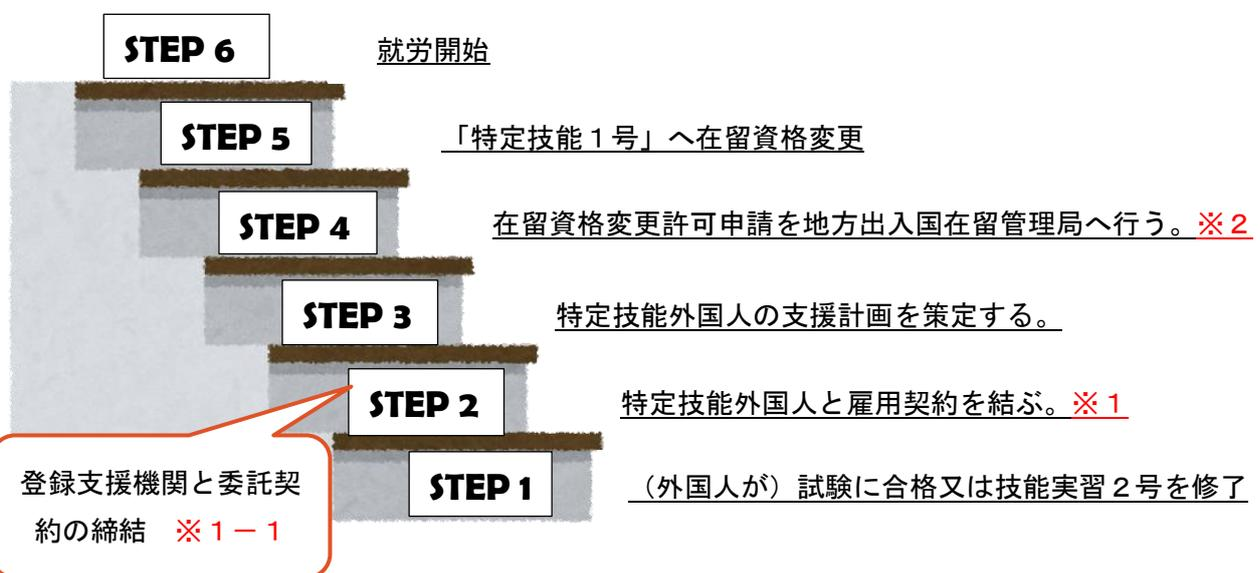 STEP 6
就労開始
STEP 5
「特定技能１号」へ在留資格変更
STEP 4
在留資格変更許可申請を地方出入国在留管理局へ行う。※２
STEP 3
特定技能外国人の支援計画を策定する。
STEP 2
特定技能外国人と雇用契約を結ぶ。※１
登録支援機関と委託契
約の締結　※１－１
STEP 1
（外国人が）試験に合格又は技能実習２号を修了